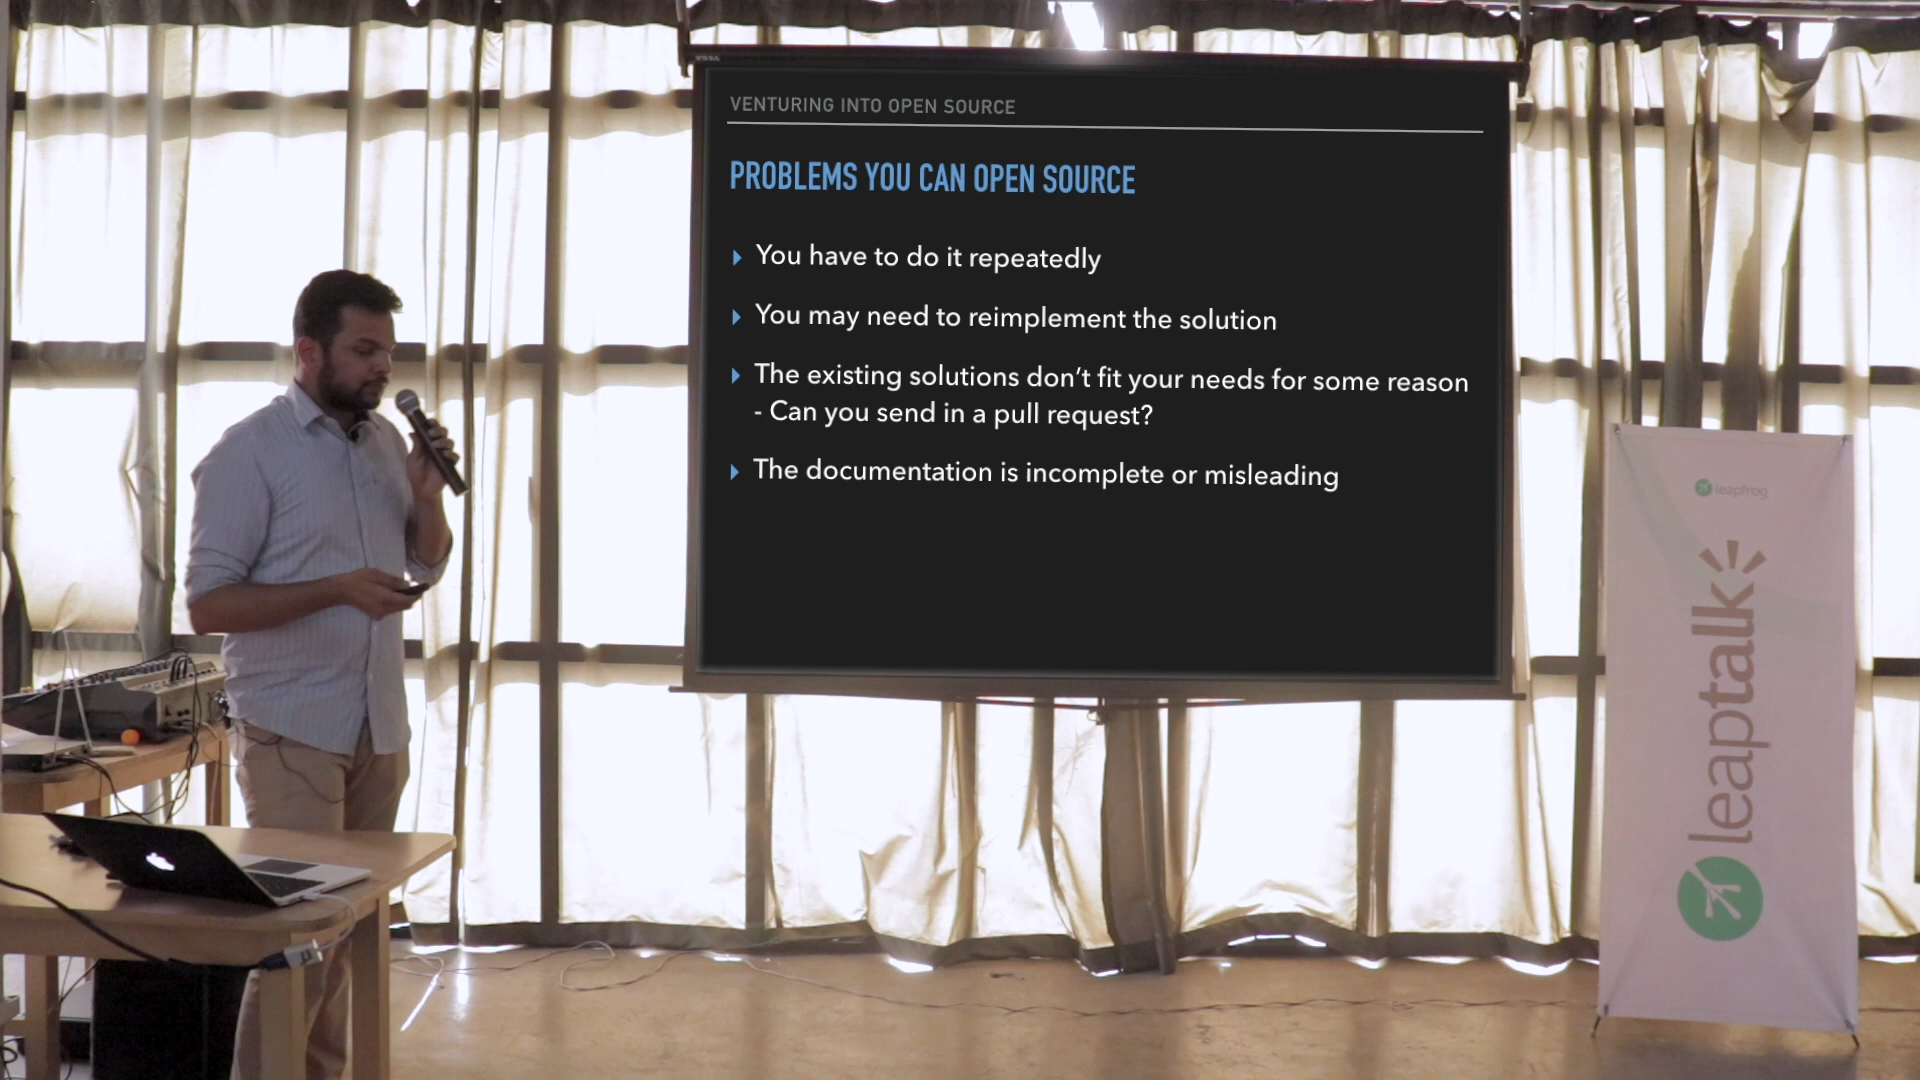 VENTURING INTO OPEN SOURCE
PROBLEMS YOU CAN OPEN SOURCE
You have to do it repeatedly
You may need to reimplement the solution
The existing solutions don't fit your needs for some reason
- Can you send in a pull request?
The documentation is incomplete or misleading
leapfrog
leaptalk